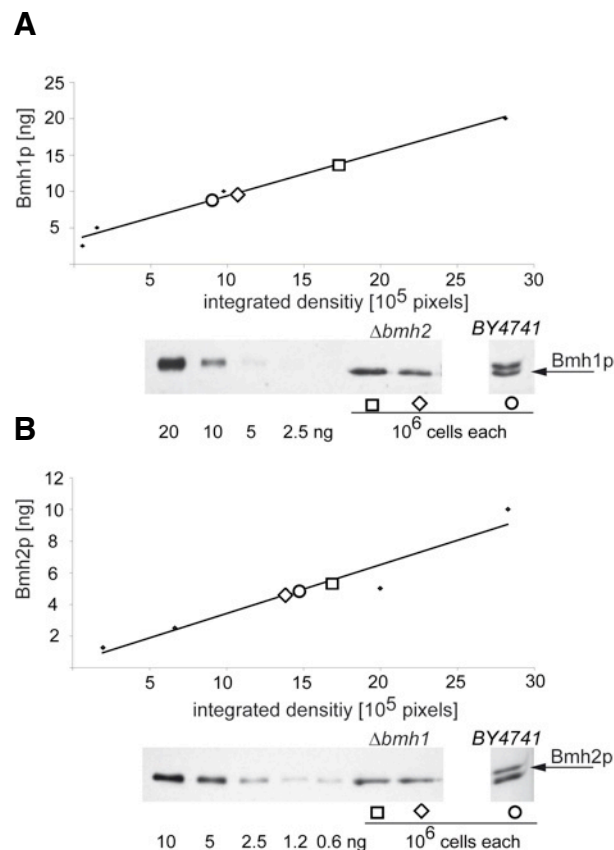 A
Bmh1p [ng]
25
20
15
10
5
5 10 15 20 25 30
integrated densitiy [10⁵ pixels]
Δbmh2 BY4741
Bmh1p
20 10 5 2.5 ng 10⁶ cells each
B
Bmh2p [ng]
12
10
8
6
4
2
5 10 15 20 25 30
integrated densitiy [10⁵ pixels]
Δbmh1 BY4741
Bmh2p
10 5 2.5 1.2 0.6 ng 10⁶ cells each